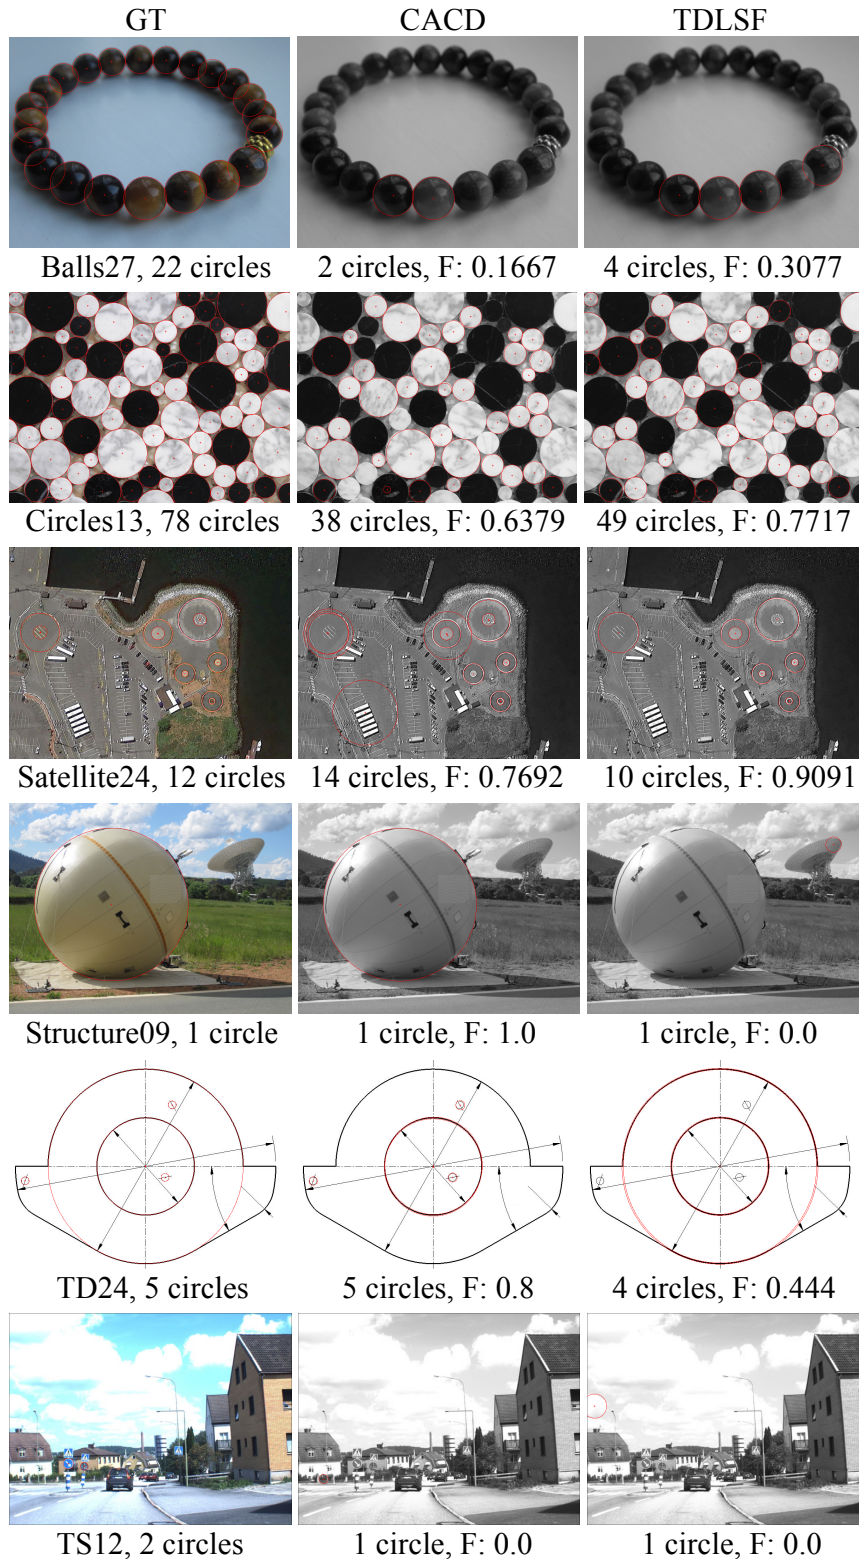 GT CACD TDLSF
Balls27, 22 circles 2 circles, F: 0.1667 4 circles, F: 0.3077
Circles13, 78 circles 38 circles, F: 0.6379 49 circles, F: 0.7717
Satellite24, 12 circles 14 circles, F: 0.7692 10 circles, F: 0.9091
Structure09, 1 circle 1 circle, F: 1.0 1 circle, F: 0.0
TD24, 5 circles 5 circles, F: 0.8 4 circles, F: 0.444
TS12, 2 circles 1 circle, F: 0.0 1 circle, F: 0.0